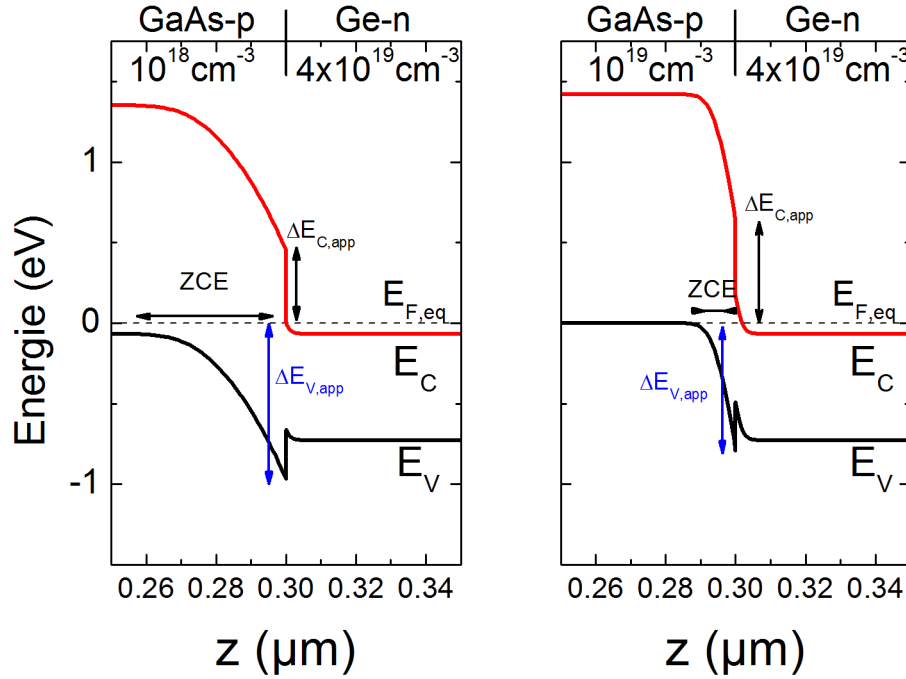 GaAs-p Ge-n
10¹⁸cm⁻³ 4x10¹⁹cm⁻³
1
ΔE_C,app
ZCE
E_F,eq
0
ΔE_V,app
E_C
E_V
-1
0.26 0.28 0.30 0.32 0.34
z (µm)
Energie (eV)
GaAs-p Ge-n
10¹⁹cm⁻³ 4x10¹⁹cm⁻³
ΔE_C,app
ZCE
E_F,eq
ΔE_V,app
E_C
E_V
0.26 0.28 0.30 0.32 0.34
z (µm)